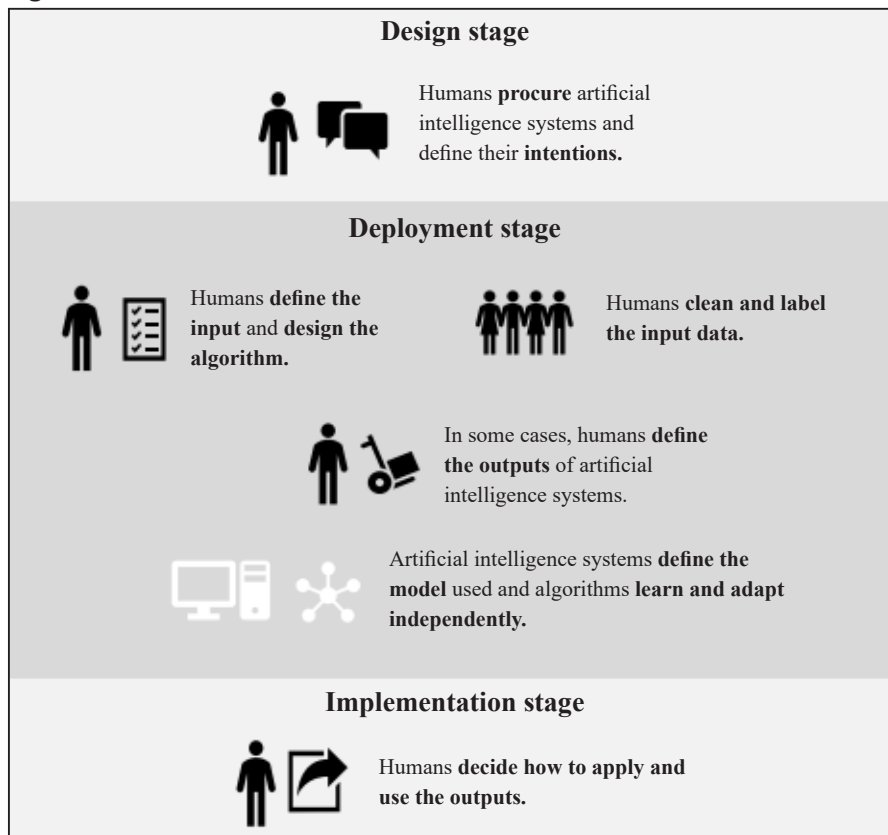 Design stage
Humans procure artificial
intelligence systems and
define their intentions.
Deployment stage
Humans define the
input and design the
algorithm.
Humans clean and label
the input data.
In some cases, humans define
the outputs of artificial
intelligence systems.
Artificial intelligence systems define the
model used and algorithms learn and adapt
independently.
Implementation stage
Humans decide how to apply and
use the outputs.